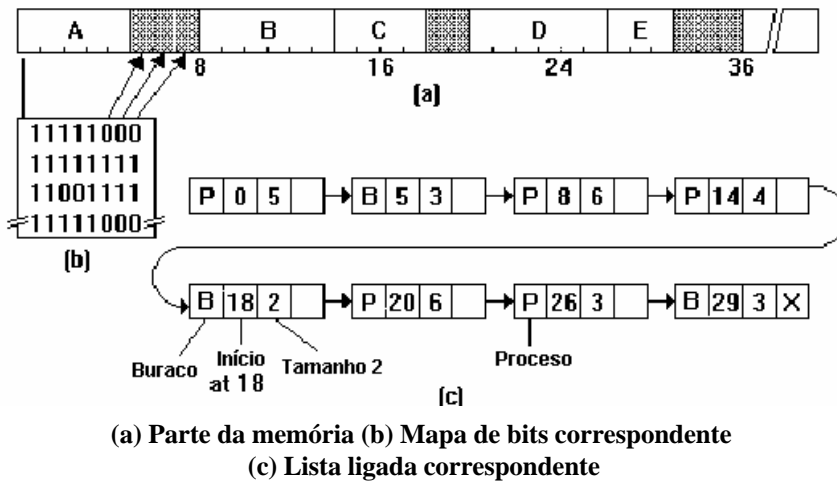 A B C D E
8 16 24 36
(a)
11111000
11111111
11001111
11111000
(b)
P 0 5
B 5 3
P 8 6
P 14 4
B 18 2
P 20 6
P 26 3
B 29 3 X
Buraco
Início
at 18
Tamanho 2
Proceso
(c)
(a) Parte da memória (b) Mapa de bits correspondente
(c) Lista ligada correspondente